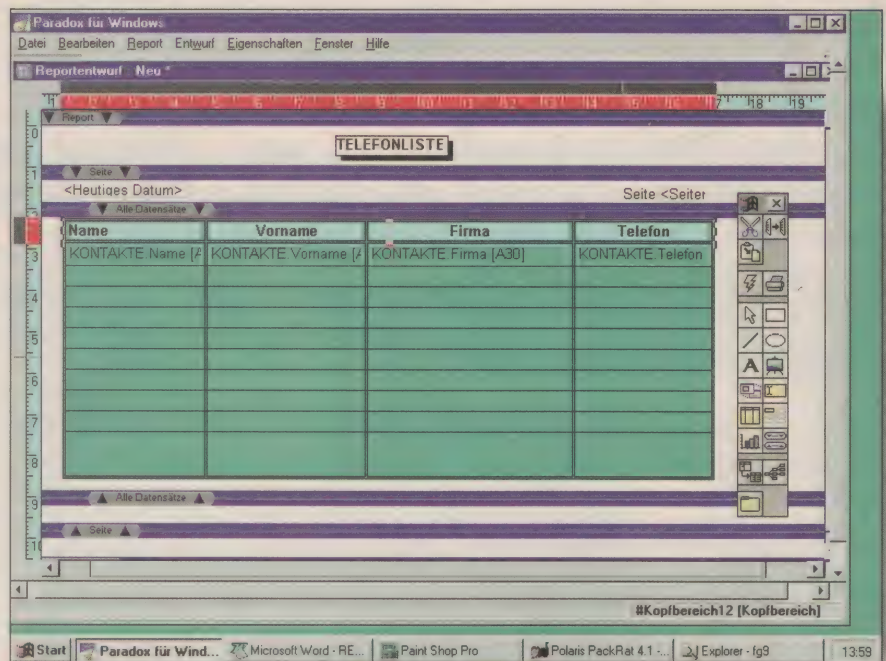 Paradox für Windows
Datei Bearbeiten Report Entwurf Eigenschaften Fenster Hilfe
Reportentwurf Neu *
Report
TELEFONLISTE
Seite
<Heutiges Datum> Seite <Seiter
Alle Datensätze
Name Vorname Firma Telefon
KONTAKTE.Name [A KONTAKTE.Vorname [A KONTAKTE.Firma [A30] KONTAKTE.Telefon
Alle Datensätze
Seite
#Kopfbereich12 [Kopfbereich]
Start Paradox für Wind... Microsoft Word - RE... Paint Shop Pro Polaris PackRat 4.1 -... Explorer - fg9 13:59